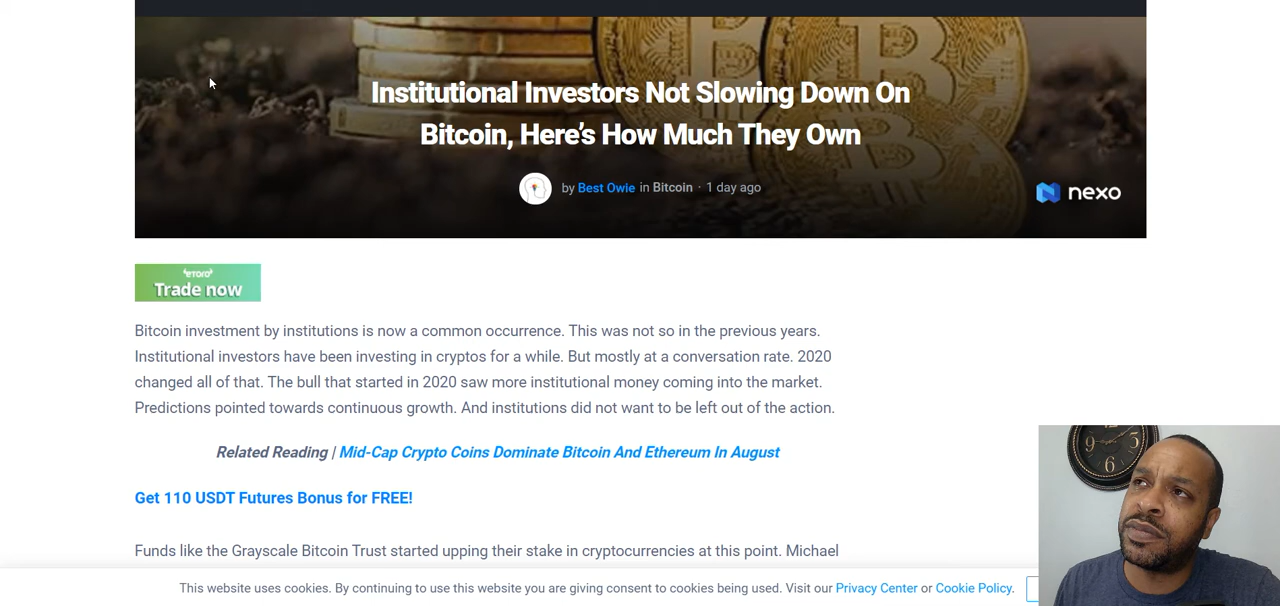 Institutional Investors Not Slowing Down On
Bitcoin, Here's How Much They Own
by Best Owie in Bitcoin · 1 day ago
nexo
eToro
Trade now
Bitcoin investment by institutions is now a common occurrence. This was not so in the previous years.
Institutional investors have been investing in cryptos for a while. But mostly at a conversation rate. 2020
changed all of that. The bull that started in 2020 saw more institutional money coming into the market.
Predictions pointed towards continuous growth. And institutions did not want to be left out of the action.
Related Reading | Mid-Cap Crypto Coins Dominate Bitcoin And Ethereum In August
Get 110 USDT Futures Bonus for FREE!
Funds like the Grayscale Bitcoin Trust started upping their stake in cryptocurrencies at this point. Michael
This website uses cookies. By continuing to use this website you are giving consent to cookies being used. Visit our Privacy Center or Cookie Policy.